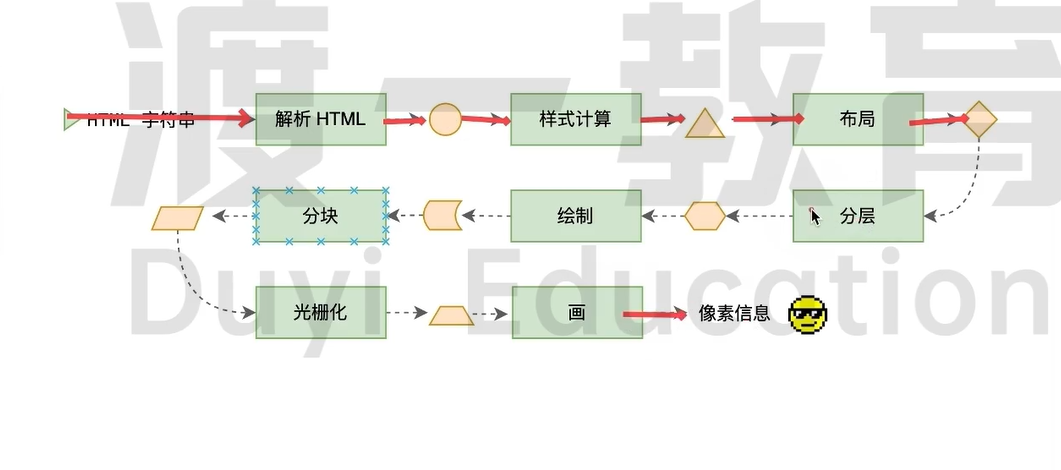 渡一教育
HTML 字符串
解析 HTML
样式计算
布局
分块
绘制
分层
Duyi Education
光栅化
画
像素信息